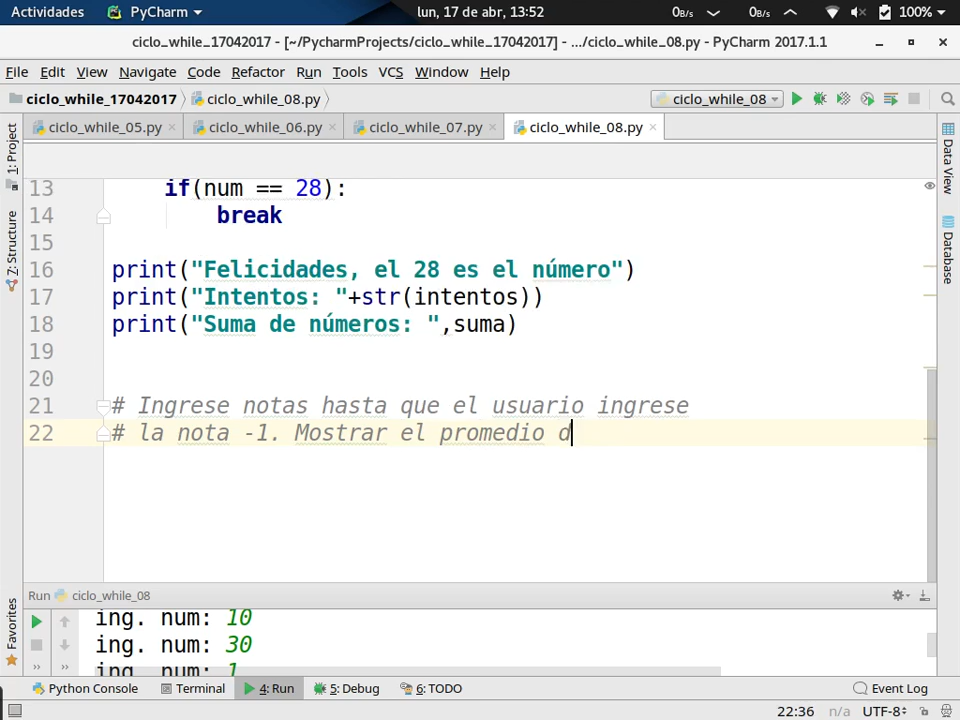 Actividades PyCharm lun, 17 de abr, 13:52 0B/s 0B/s 100%
ciclo_while_17042017 - [~/PycharmProjects/ciclo_while_17042017] - .../ciclo_while_08.py - PyCharm 2017.1.1
File Edit View Navigate Code Refactor Run Tools VCS Window Help
ciclo_while_17042017 ciclo_while_08.py ciclo_while_08
ciclo_while_05.py ciclo_while_06.py ciclo_while_07.py ciclo_while_08.py
1: Project
7: Structure
Favorites
Data View
Database
13 if(num == 28):
14 break
15
16 print("Felicidades, el 28 es el número")
17 print("Intentos: "+str(intentos))
18 print("Suma de números: ",suma)
19
20
21 # Ingrese notas hasta que el usuario ingrese
22 # la nota -1. Mostrar el promedio d
Run ciclo_while_08
ing. num: 10
ing. num: 30
ing. num: 1
Python Console Terminal 4: Run 5: Debug 6: TODO Event Log
22:36 n/a UTF-8